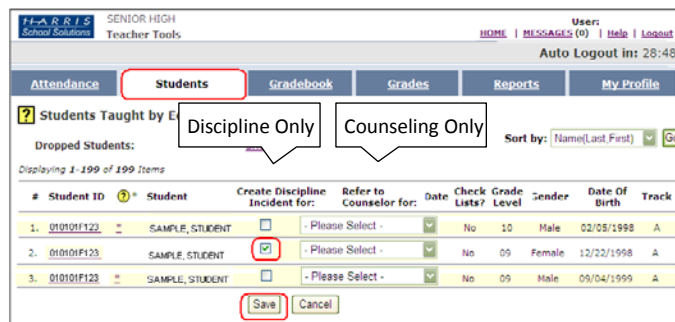 HARRIS
School Solutions
SENIOR HIGH
Teacher Tools
User:
HOME | MESSAGES (0) | Help | Logout
Auto Logout in: 28:48
Attendance Students Gradebook Grades Reports My Profile
? Students Taught by E
Discipline Only
Counseling Only
Dropped Students:
Sort by: Name(Last,First)
Displaying 1-199 of 199 Items
# Student ID ?* Student Create Discipline Incident for: Refer to Counselor for: Date Check Lists? Grade Level Gender Date Of Birth Track
1. 010101F123 * SAMPLE, STUDENT - Please Select - No 10 Male 02/05/1998 A
2. 010101F123 SAMPLE, STUDENT - Please Select - No 09 Female 12/22/1998 A
3. 010101F123 * SAMPLE, STUDENT - Please Select - No 09 Male 09/04/1999 A
Save Cancel